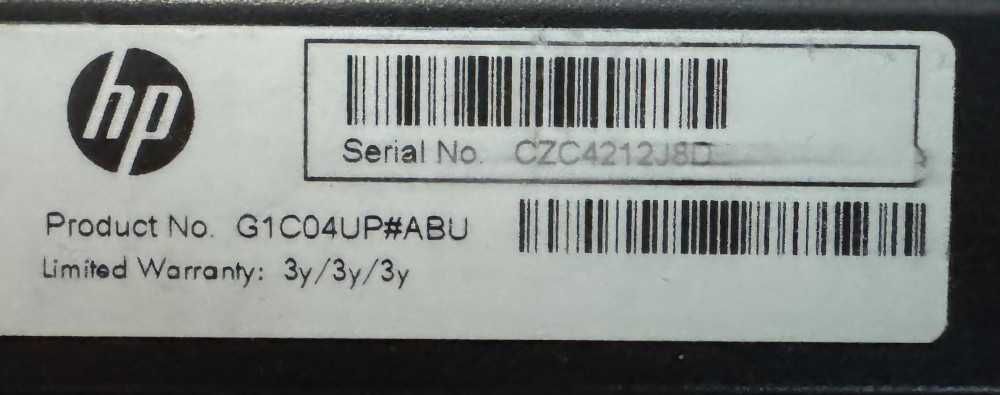 hp
Serial No. CZC4212J8D
Product No. G1C04UP#ABU
Limited Warranty: 3y/3y/3y